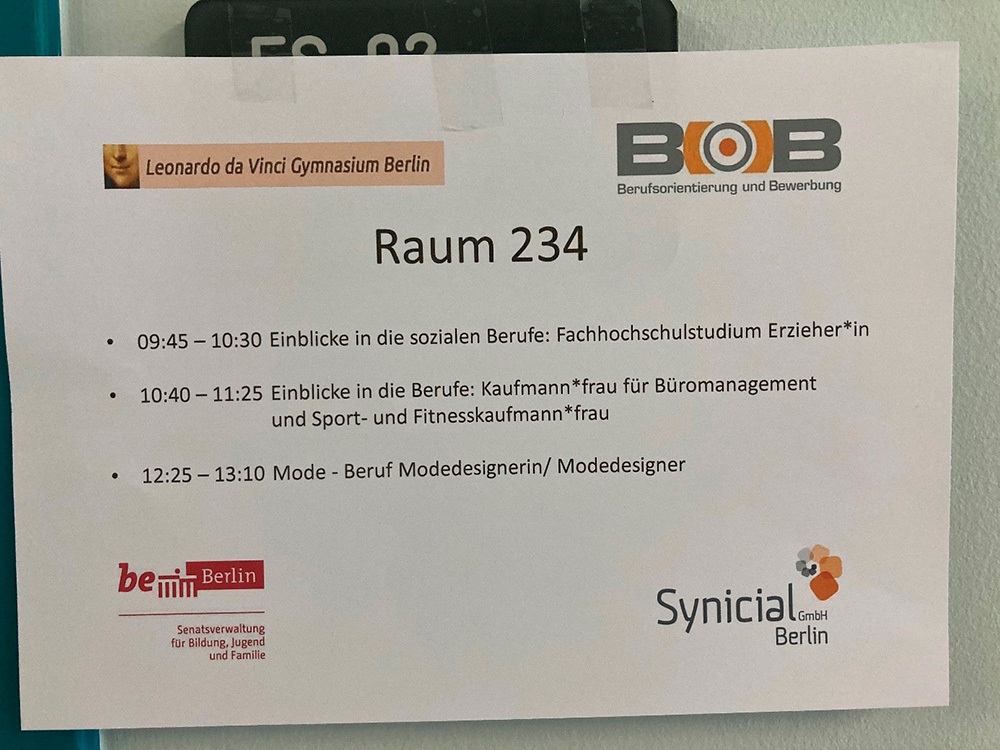 Leonardo da Vinci Gymnasium Berlin
BOB
Berufsorientierung und Bewerbung
Raum 234
• 09:45 – 10:30 Einblicke in die sozialen Berufe: Fachhochschulstudium Erzieher*in
• 10:40 – 11:25 Einblicke in die Berufe: Kaufmann*frau für Büromanagement
und Sport- und Fitnesskaufmann*frau
• 12:25 – 13:10 Mode - Beruf Modedesignerin/ Modedesigner
be Berlin
Senatsverwaltung
für Bildung, Jugend
und Familie
Synicial GmbH
Berlin